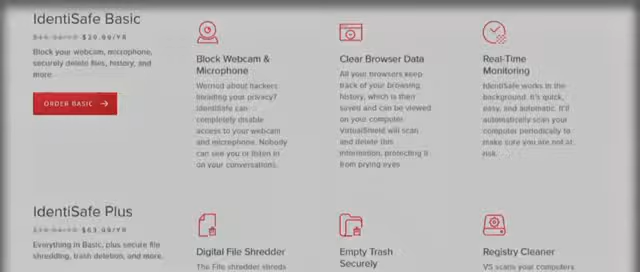 IdentiSafe Basic
$29.99/YR
Block your webcam, microphone,
securely delete files, history, and
more.
ORDER BASIC
Block Webcam &
Microphone
Worried about hackers
invading your privacy?
IdentiSafe can
completely disable
access to your webcam
and microphone. Nobody
can see you or listen in
on your conversations.
Clear Browser Data
All your browsers keep
track of your browsing
history, which is then
saved and can be viewed
on your computer.
VirtualShield will scan
and delete this
information, protecting it
from prying eyes.
Real-Time
Monitoring
IdentiSafe works in the
background. It's quick,
easy, and automatic. It'll
automatically scan your
computer periodically to
make sure you are not at
risk.
IdentiSafe Plus
Everything in Basic, plus secure file
shredding, trash deletion, and more.
Digital File Shredder
The File shredder shreds
Empty Trash
Securely
Registry Cleaner
VS scans your computers